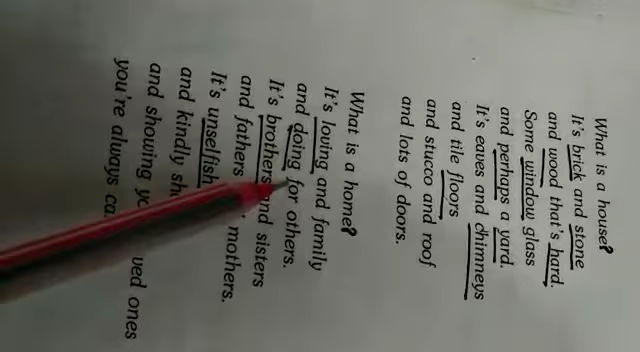 What is a house?
It's brick and stone
and wood that's hard.
Some window glass
and perhaps a yard.
It's eaves and chimneys
and tile floors
and stucco and roof
and lots of doors.
What is a home?
It's loving and family
and doing for others.
It's brothers and sisters
and fathers mothers.
It's unselfish
and kindly
and showing
you're always ones